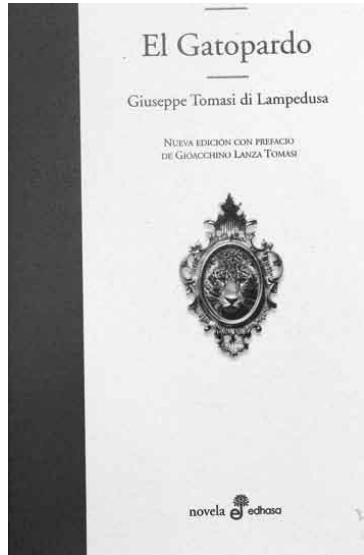 El Gatopardo
Giuseppe Tomasi di Lampedusa
Nueva edición con prefacio
de Gioacchino Lanza Tomasi
novela edhasa